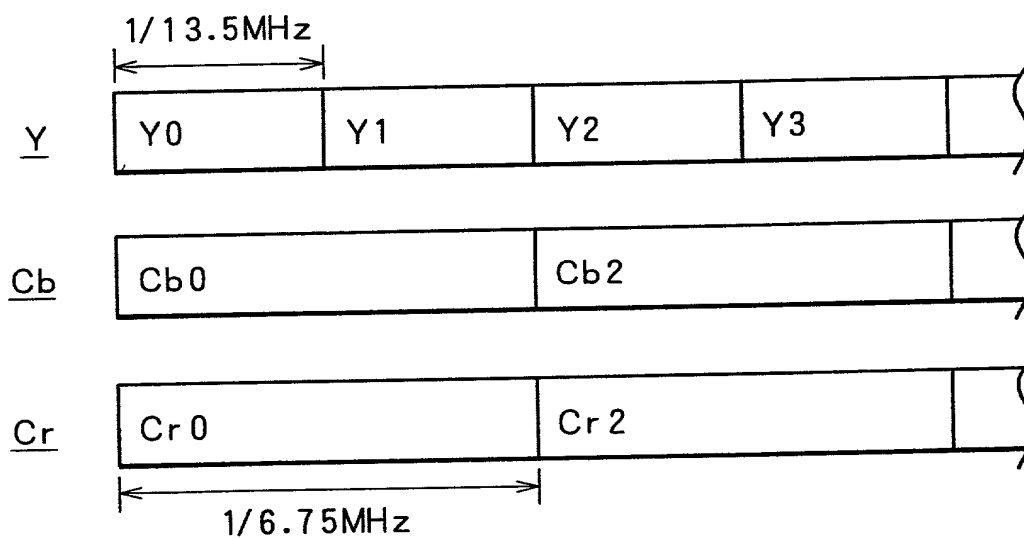 1/13.5MHz
Y Y0 Y1 Y2 Y3
Cb Cb0 Cb2
Cr Cr0 Cr2
1/6.75MHz